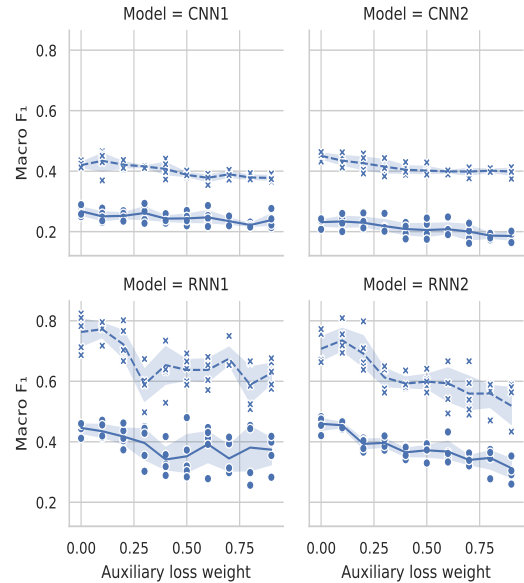 Model = CNN1
Model = CNN2
Macro F₁
0.8
0.6
0.4
0.2
Model = RNN1
Model = RNN2
Macro F₁
0.8
0.6
0.4
0.2
0.00 0.25 0.50 0.75
0.00 0.25 0.50 0.75
Auxiliary loss weight
Auxiliary loss weight